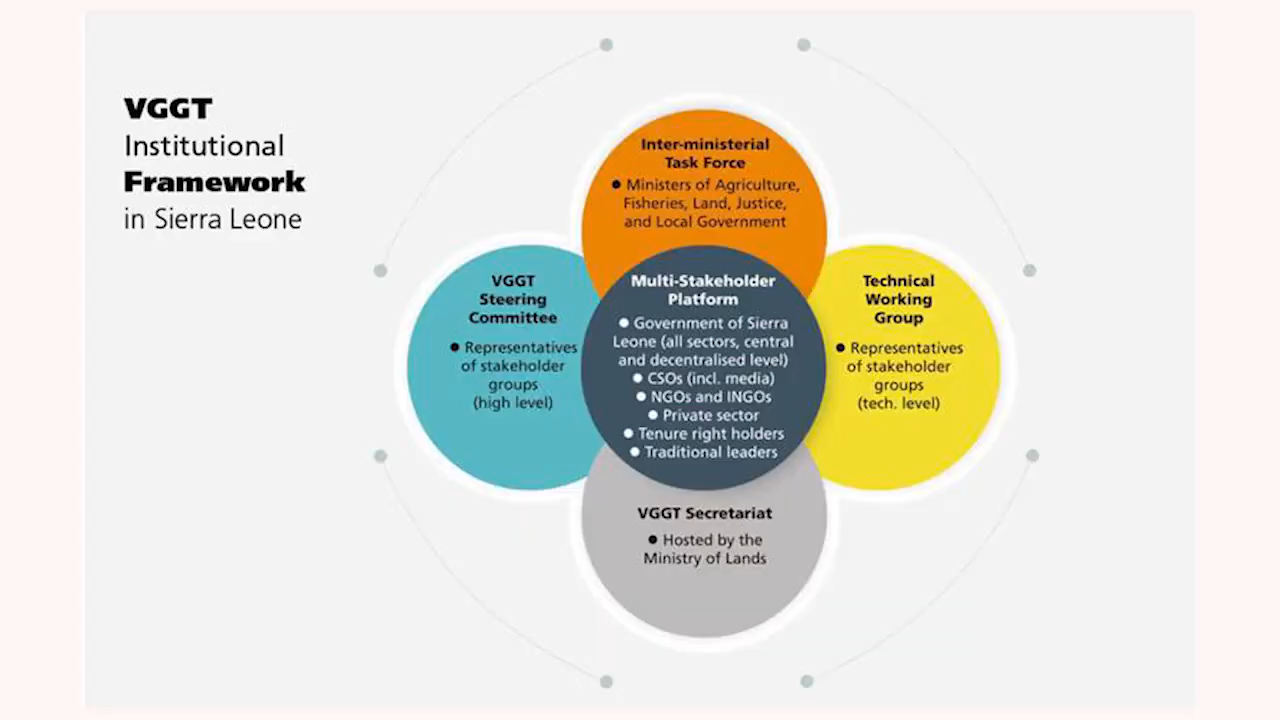 VGGT
Institutional
Framework
in Sierra Leone
Inter-ministerial
Task Force
● Ministers of Agriculture,
Fisheries, Land, Justice,
and Local Government
VGGT
Steering
Committee
● Representatives
of stakeholder
groups
(high level)
Multi-Stakeholder
Platform
● Government of Sierra
Leone (all sectors, central
and decentralised level)
● CSOs (incl. media)
● NGOs and INGOs
● Private sector
● Tenure right holders
● Traditional leaders
Technical
Working
Group
● Representatives
of stakeholder
groups
(tech. level)
VGGT Secretariat
● Hosted by the
Ministry of Lands